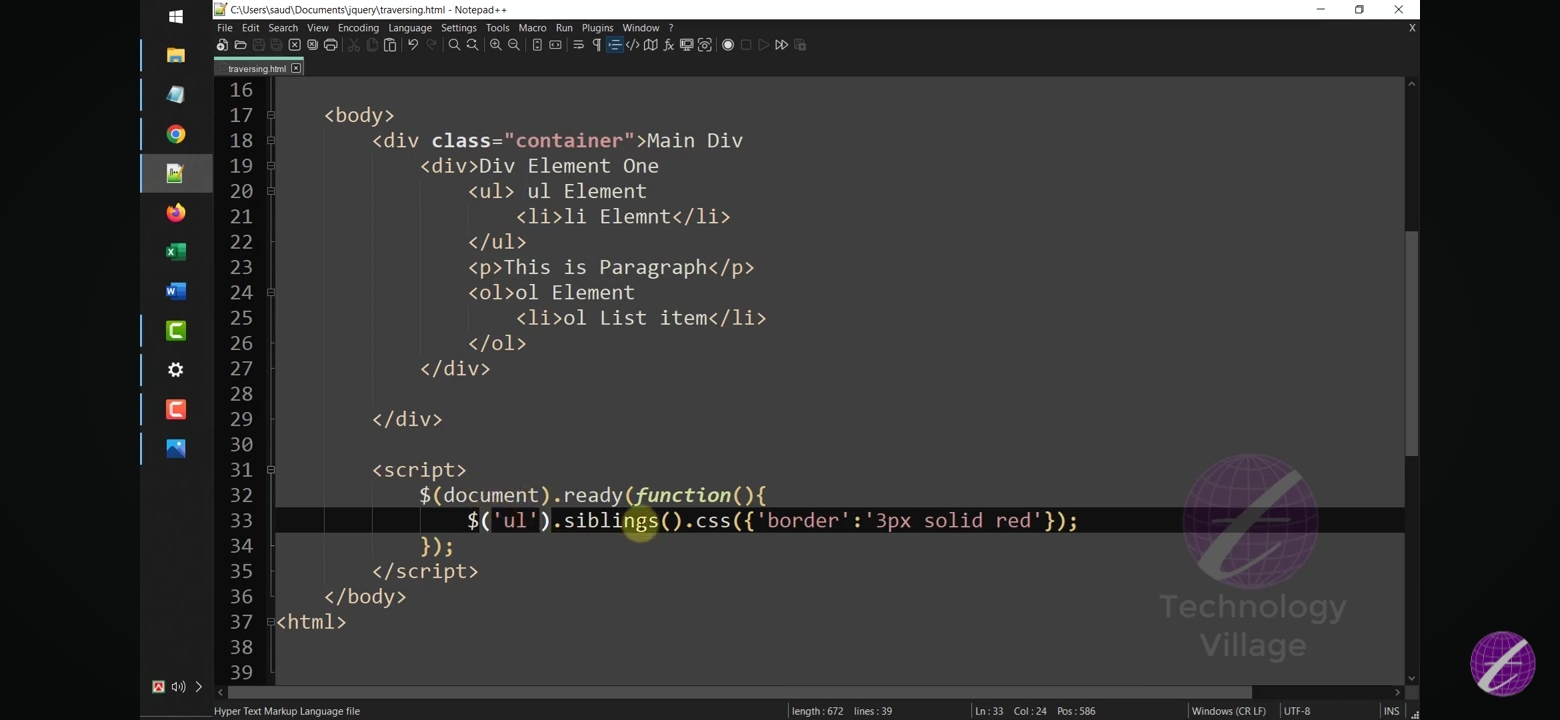 C:\Users\saud\Documents\jquery\traversing.html - Notepad++
File Edit Search View Encoding Language Settings Tools Macro Run Plugins Window ? X
traversing.html
16
17 <body>
18 <div class="container">Main Div
19 <div>Div Element One
20 <ul> ul Element
21 <li>li Elemnt</li>
22 </ul>
23 <p>This is Paragraph</p>
24 <ol>ol Element
25 <li>ol List item</li>
26 </ol>
27 </div>
28
29 </div>
30
31 <script>
32 $(document).ready(function(){
33 $('ul').siblings().css({'border':'3px solid red'});
34 });
35 </script>
36 </body>
37 <html>
38
39
Technology
Village
Hyper Text Markup Language file length : 672 lines : 39 Ln : 33 Col : 24 Pos : 586 Windows (CR LF) UTF-8 INS